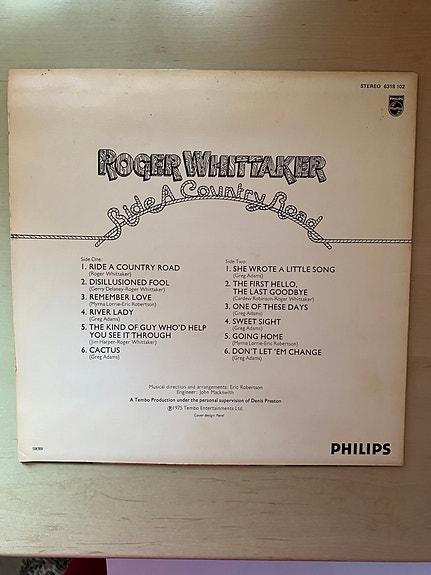 STEREO 6318 102
PHILIPS
ROGER WHITTAKER
Ride A Country Road
Side One:
1. RIDE A COUNTRY ROAD
(Roger Whittaker)
2. DISILLUSIONED FOOL
(Gerry Delaney-Roger Whittaker)
3. REMEMBER LOVE
(Myrna Lorrie-Eric Robertson)
4. RIVER LADY
(Greg Adams)
5. THE KIND OF GUY WHO'D HELP
YOU SEE IT THROUGH
(Jim Harper-Roger Whittaker)
6. CACTUS
(Greg Adams)
Side Two:
1. SHE WROTE A LITTLE SONG
(Greg Adams)
2. THE FIRST HELLO,
THE LAST GOODBYE
(Cardew Robinson-Roger Whittaker)
3. ONE OF THESE DAYS
(Greg Adams)
4. SWEET SIGHT
(Greg Adams)
5. GOING HOME
(Myrna Lorrie-Eric Robertson)
6. DON'T LET 'EM CHANGE
(Greg Adams)
Musical direction and arrangements: Eric Robertson
Engineer: John Mackswith
A Tembo Production under the personal supervision of Denis Preston
Ⓟ1975 Tembo Entertainments Ltd.
Cover design: Panel
PHILIPS